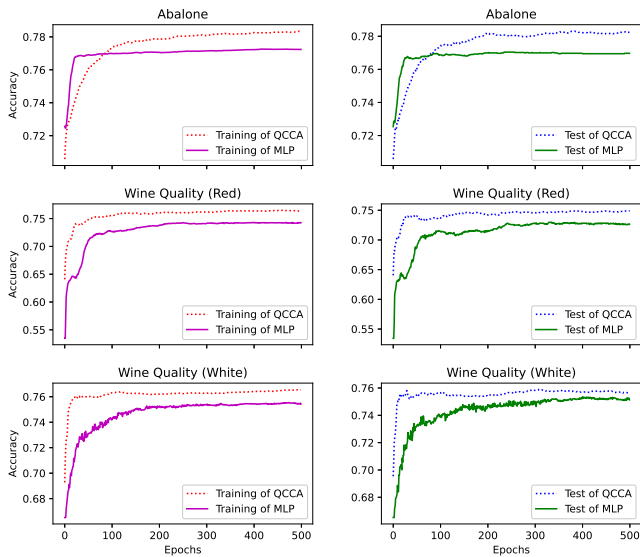 Abalone
0.78
0.76
0.74
0.72
Accuracy
Training of QCCA
Training of MLP
Abalone
0.78
0.76
0.74
0.72
Test of QCCA
Test of MLP
Wine Quality (Red)
0.75
0.70
0.65
0.60
0.55
Accuracy
Training of QCCA
Training of MLP
Wine Quality (Red)
0.75
0.70
0.65
0.60
0.55
Test of QCCA
Test of MLP
Wine Quality (White)
0.76
0.74
0.72
0.70
0.68
Accuracy
Training of QCCA
Training of MLP
0 100 200 300 400 500
Epochs
Wine Quality (White)
0.76
0.74
0.72
0.70
0.68
Test of QCCA
Test of MLP
0 100 200 300 400 500
Epochs